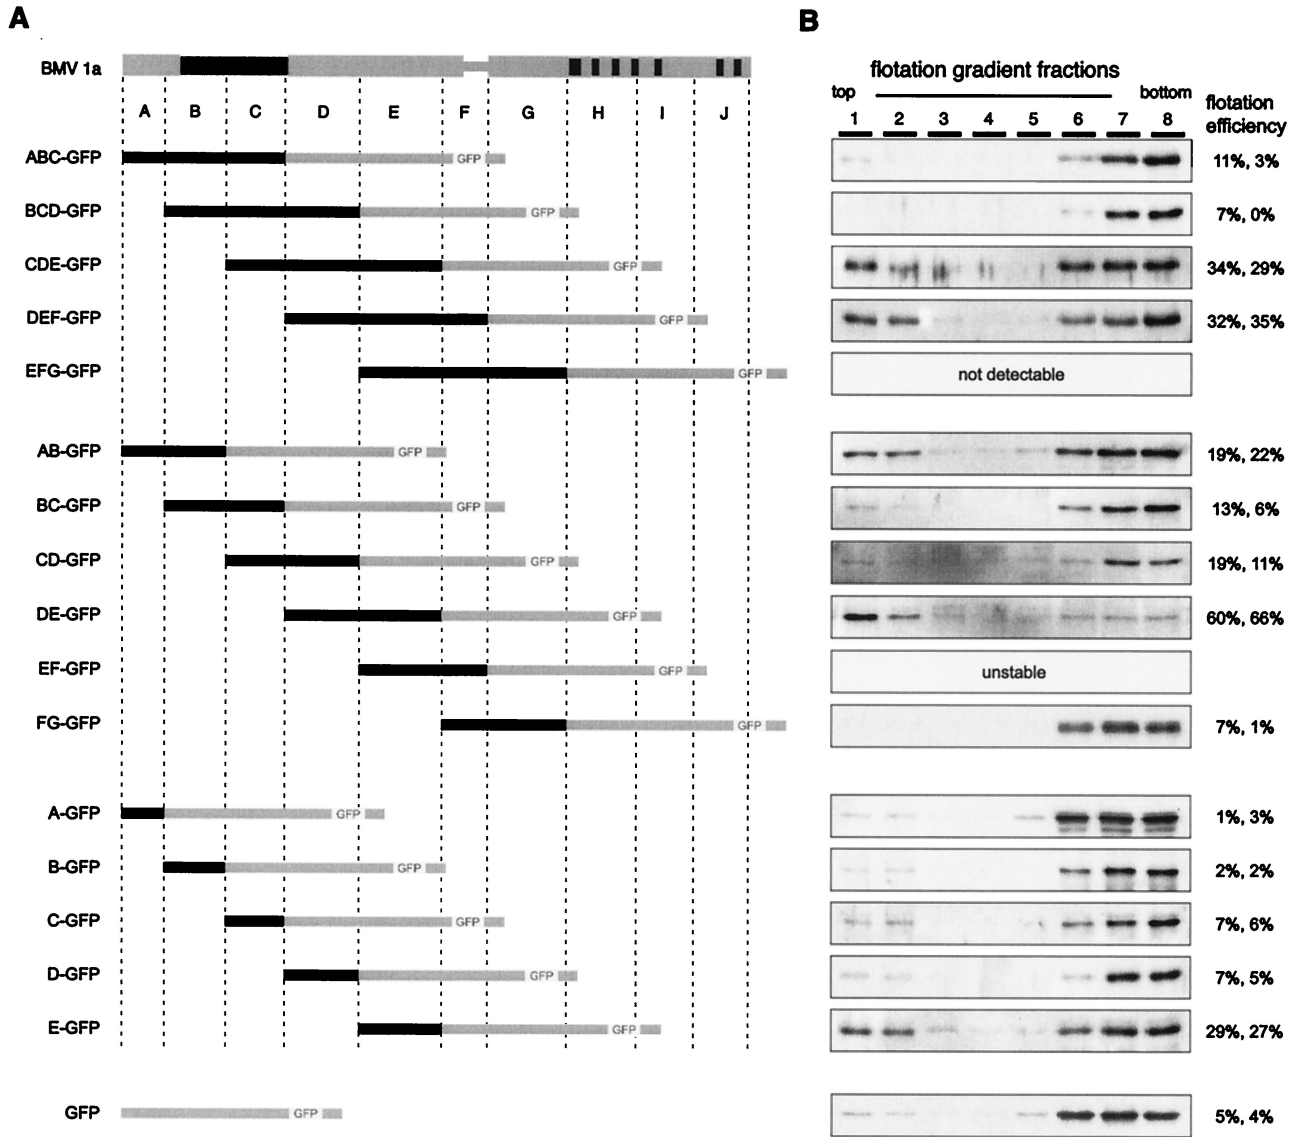 A
B
BMV 1a
A B C D E F G H I J
flotation gradient fractions
top bottom
1 2 3 4 5 6 7 8
flotation
efficiency
ABC-GFP GFP 11%, 3%
BCD-GFP GFP 7%, 0%
CDE-GFP GFP 34%, 29%
DEF-GFP GFP 32%, 35%
EFG-GFP GFP not detectable
AB-GFP GFP 19%, 22%
BC-GFP GFP 13%, 6%
CD-GFP GFP 19%, 11%
DE-GFP GFP 60%, 66%
EF-GFP GFP unstable
FG-GFP GFP 7%, 1%
A-GFP GFP 1%, 3%
B-GFP GFP 2%, 2%
C-GFP GFP 7%, 6%
D-GFP GFP 7%, 5%
E-GFP GFP 29%, 27%
GFP GFP 5%, 4%